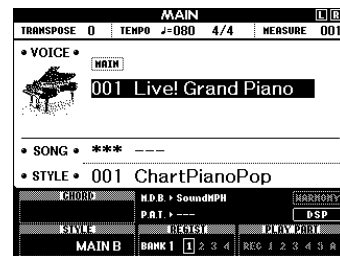 MAIN L R
TRANSPOSE 0 TEMPO ♩=080 4/4 MEASURE 001
• VOICE •
MAIN
001 Live! Grand Piano
• SONG • *** ---
• STYLE • 001 ChartPianoPop
CHORD M.D.B. ▸ SoundMPH HARMONY
P.A.T. ▸ --- DSP
STYLE REGIST PLAY PART
MAIN B BANK 1 1 2 3 4 REC 1 2 3 4 5 A